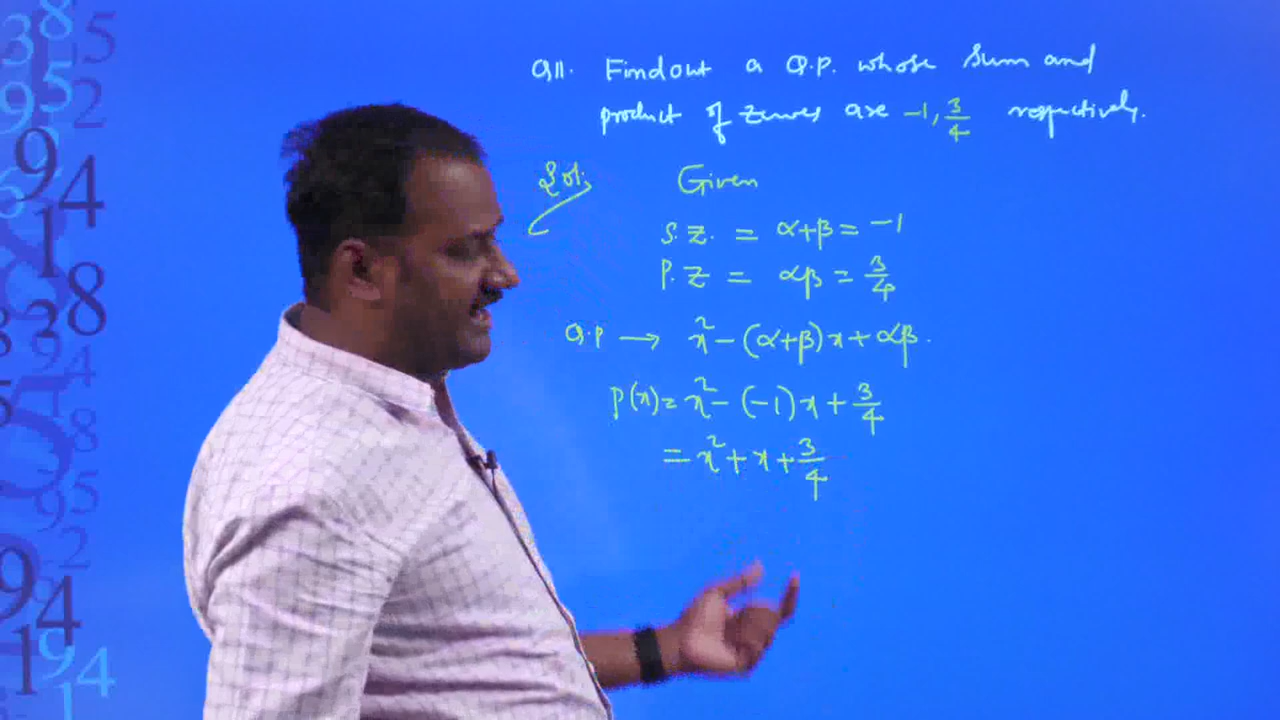 Q11. Findout a Q.P. whose sum and
product of zeroes are -1, 3/4 respectively.
Sol:
Given
S.Z. = α+β = -1
P.Z = αβ = 3/4
Q.P → x² - (α+β)x + αβ.
P(x) = x² - (-1)x + 3/4
= x² + x + 3/4